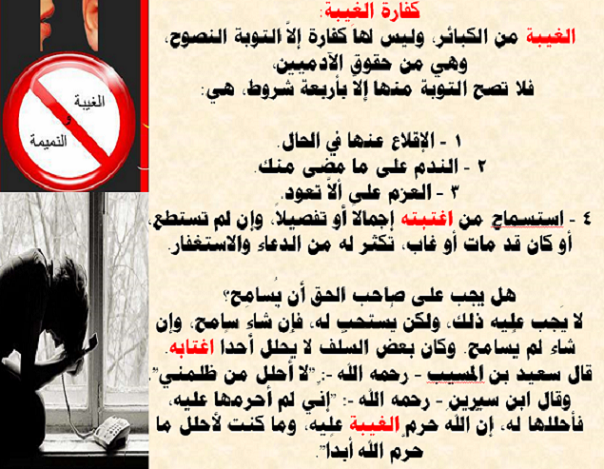 كفارة الغيبة:
الغيبة من الكبائر، وليس لها كفارة إلا التوبة النصوح،
وهي من حقوق الآدميين،
فلا تصح التوبة منها إلا بأربعة شروط، هي:
١ - الإقلاع عنها في الحال.
٢ - الندم على ما مضى منك.
٣ - العزم على ألا تعود.
٤ - استسماح من اغتبته إجمالا أو تفصيلا، وإن لم تستطع،
أو كان قد مات أو غاب، تكثر له من الدعاء والاستغفار.
هل يجب على صاحب الحق أن يُسامِح؟
لا يَجب عليه ذلك، ولكن يستحب له، فإن شاء سامح، وإن
شاء لم يسامح. وكان بعض السلف لا يحلل أحدا اغتابه.
قال سعيد بن المسيب - رحمه الله -: "لا أحلل من ظلمني".
وقال ابن سيرين - رحمه الله -: "إني لم أحرمها عليه،
فأحللها له، إن الله حرم الغيبة عليه، وما كنت لأحلل ما
حرم الله أبدا".
الغيبة
و
النميمة